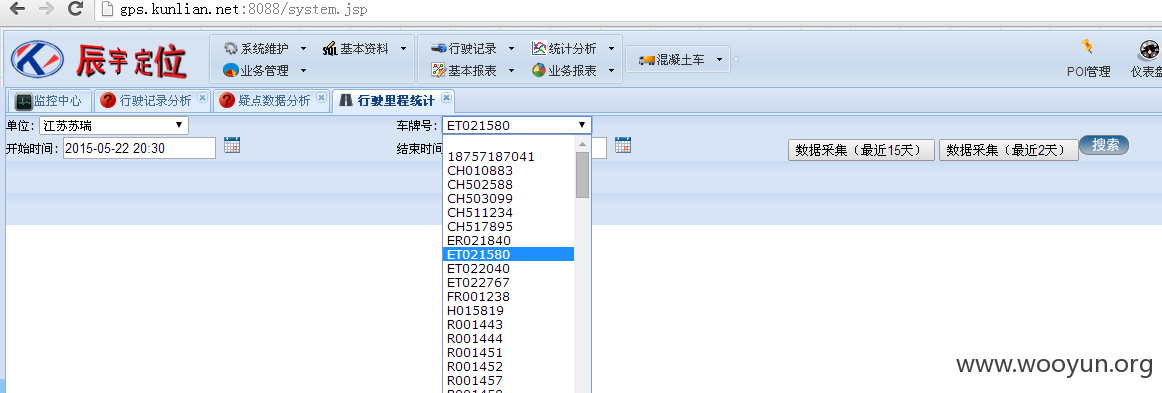 gps.kunlian.net:8088/system.jsp
辰宇定位
系统维护 基本资料 行驶记录 统计分析
业务管理 基本报表 业务报表
混凝土车
POI管理 仪表盘
监控中心 行驶记录分析 疑点数据分析 行驶里程统计
单位: 江苏苏瑞 车牌号: ET021580
开始时间: 2015-05-22 20:30 结束时间
数据采集（最近15天） 数据采集（最近2天） 搜索
18757187041
CH010883
CH502588
CH503099
CH511234
CH517895
ER021840
ET021580
ET022040
ET022767
FR001238
H015819
R001443
R001444
R001451
R001452
R001457
www.wooyun.org